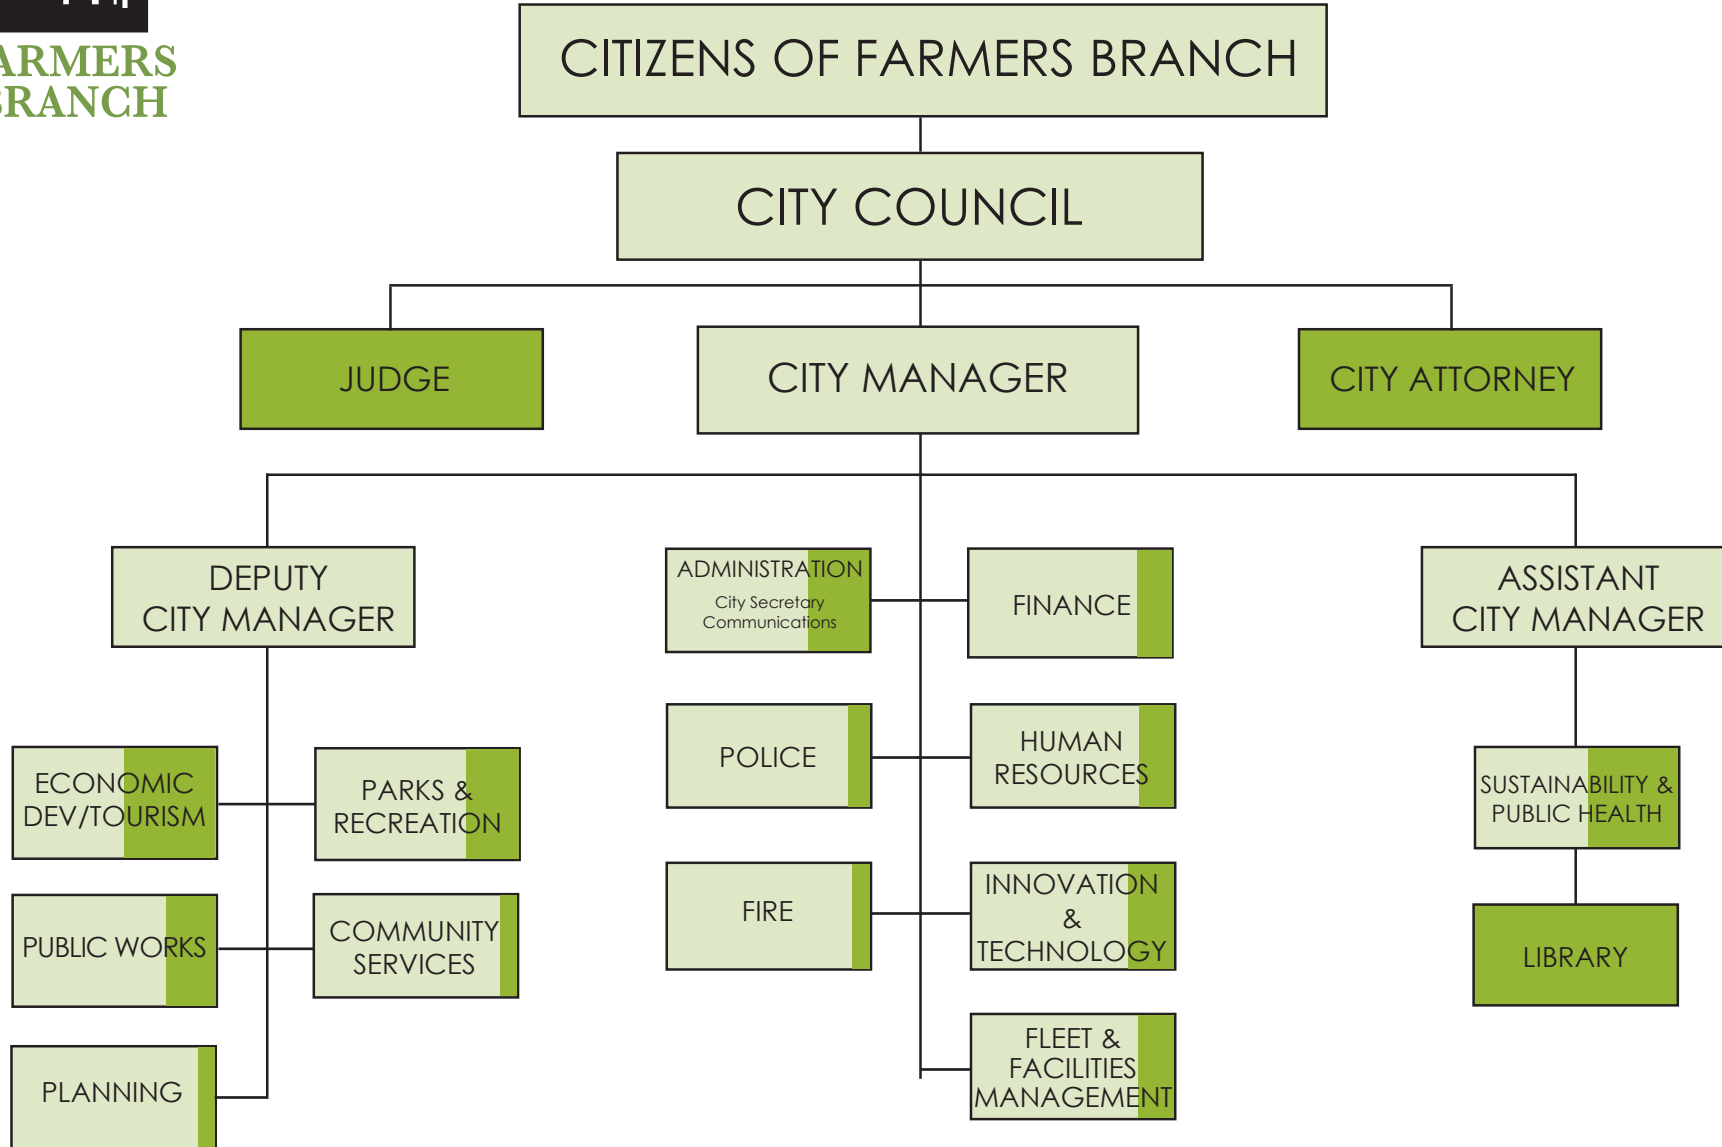 ARMERS
BRANCH
CITIZENS OF FARMERS BRANCH
CITY COUNCIL
JUDGE
CITY MANAGER
CITY ATTORNEY
DEPUTY
CITY MANAGER
ADMINISTRATION
City Secretary
Communications
FINANCE
ASSISTANT
CITY MANAGER
ECONOMIC
DEV/TOURISM
PARKS &
RECREATION
POLICE
HUMAN
RESOURCES
SUSTAINABILITY &
PUBLIC HEALTH
PUBLIC WORKS
COMMUNITY
SERVICES
FIRE
INNOVATION
&
TECHNOLOGY
LIBRARY
PLANNING
FLEET &
FACILITIES
MANAGEMENT